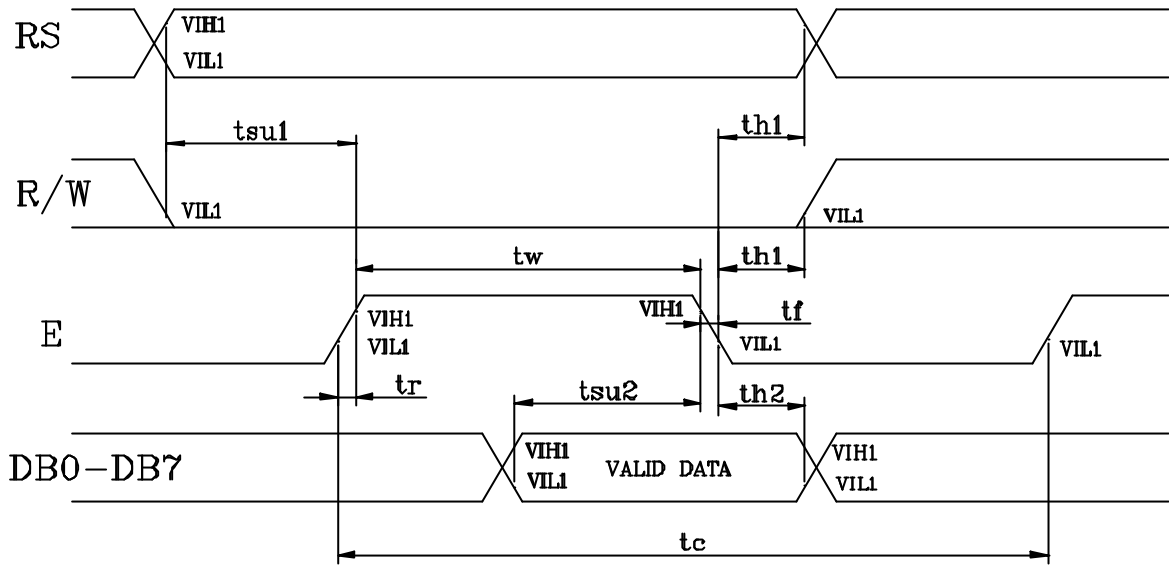 RS
VIH1
VIL1
tsu1
th1
R/W
VIL1
VIL1
tw
th1
E
VIH1
VIL1
VIH1
tf
VIL1
VIL1
tr
tsu2
th2
DB0-DB7
VIH1
VIL1
VALID DATA
VIH1
VIL1
tc